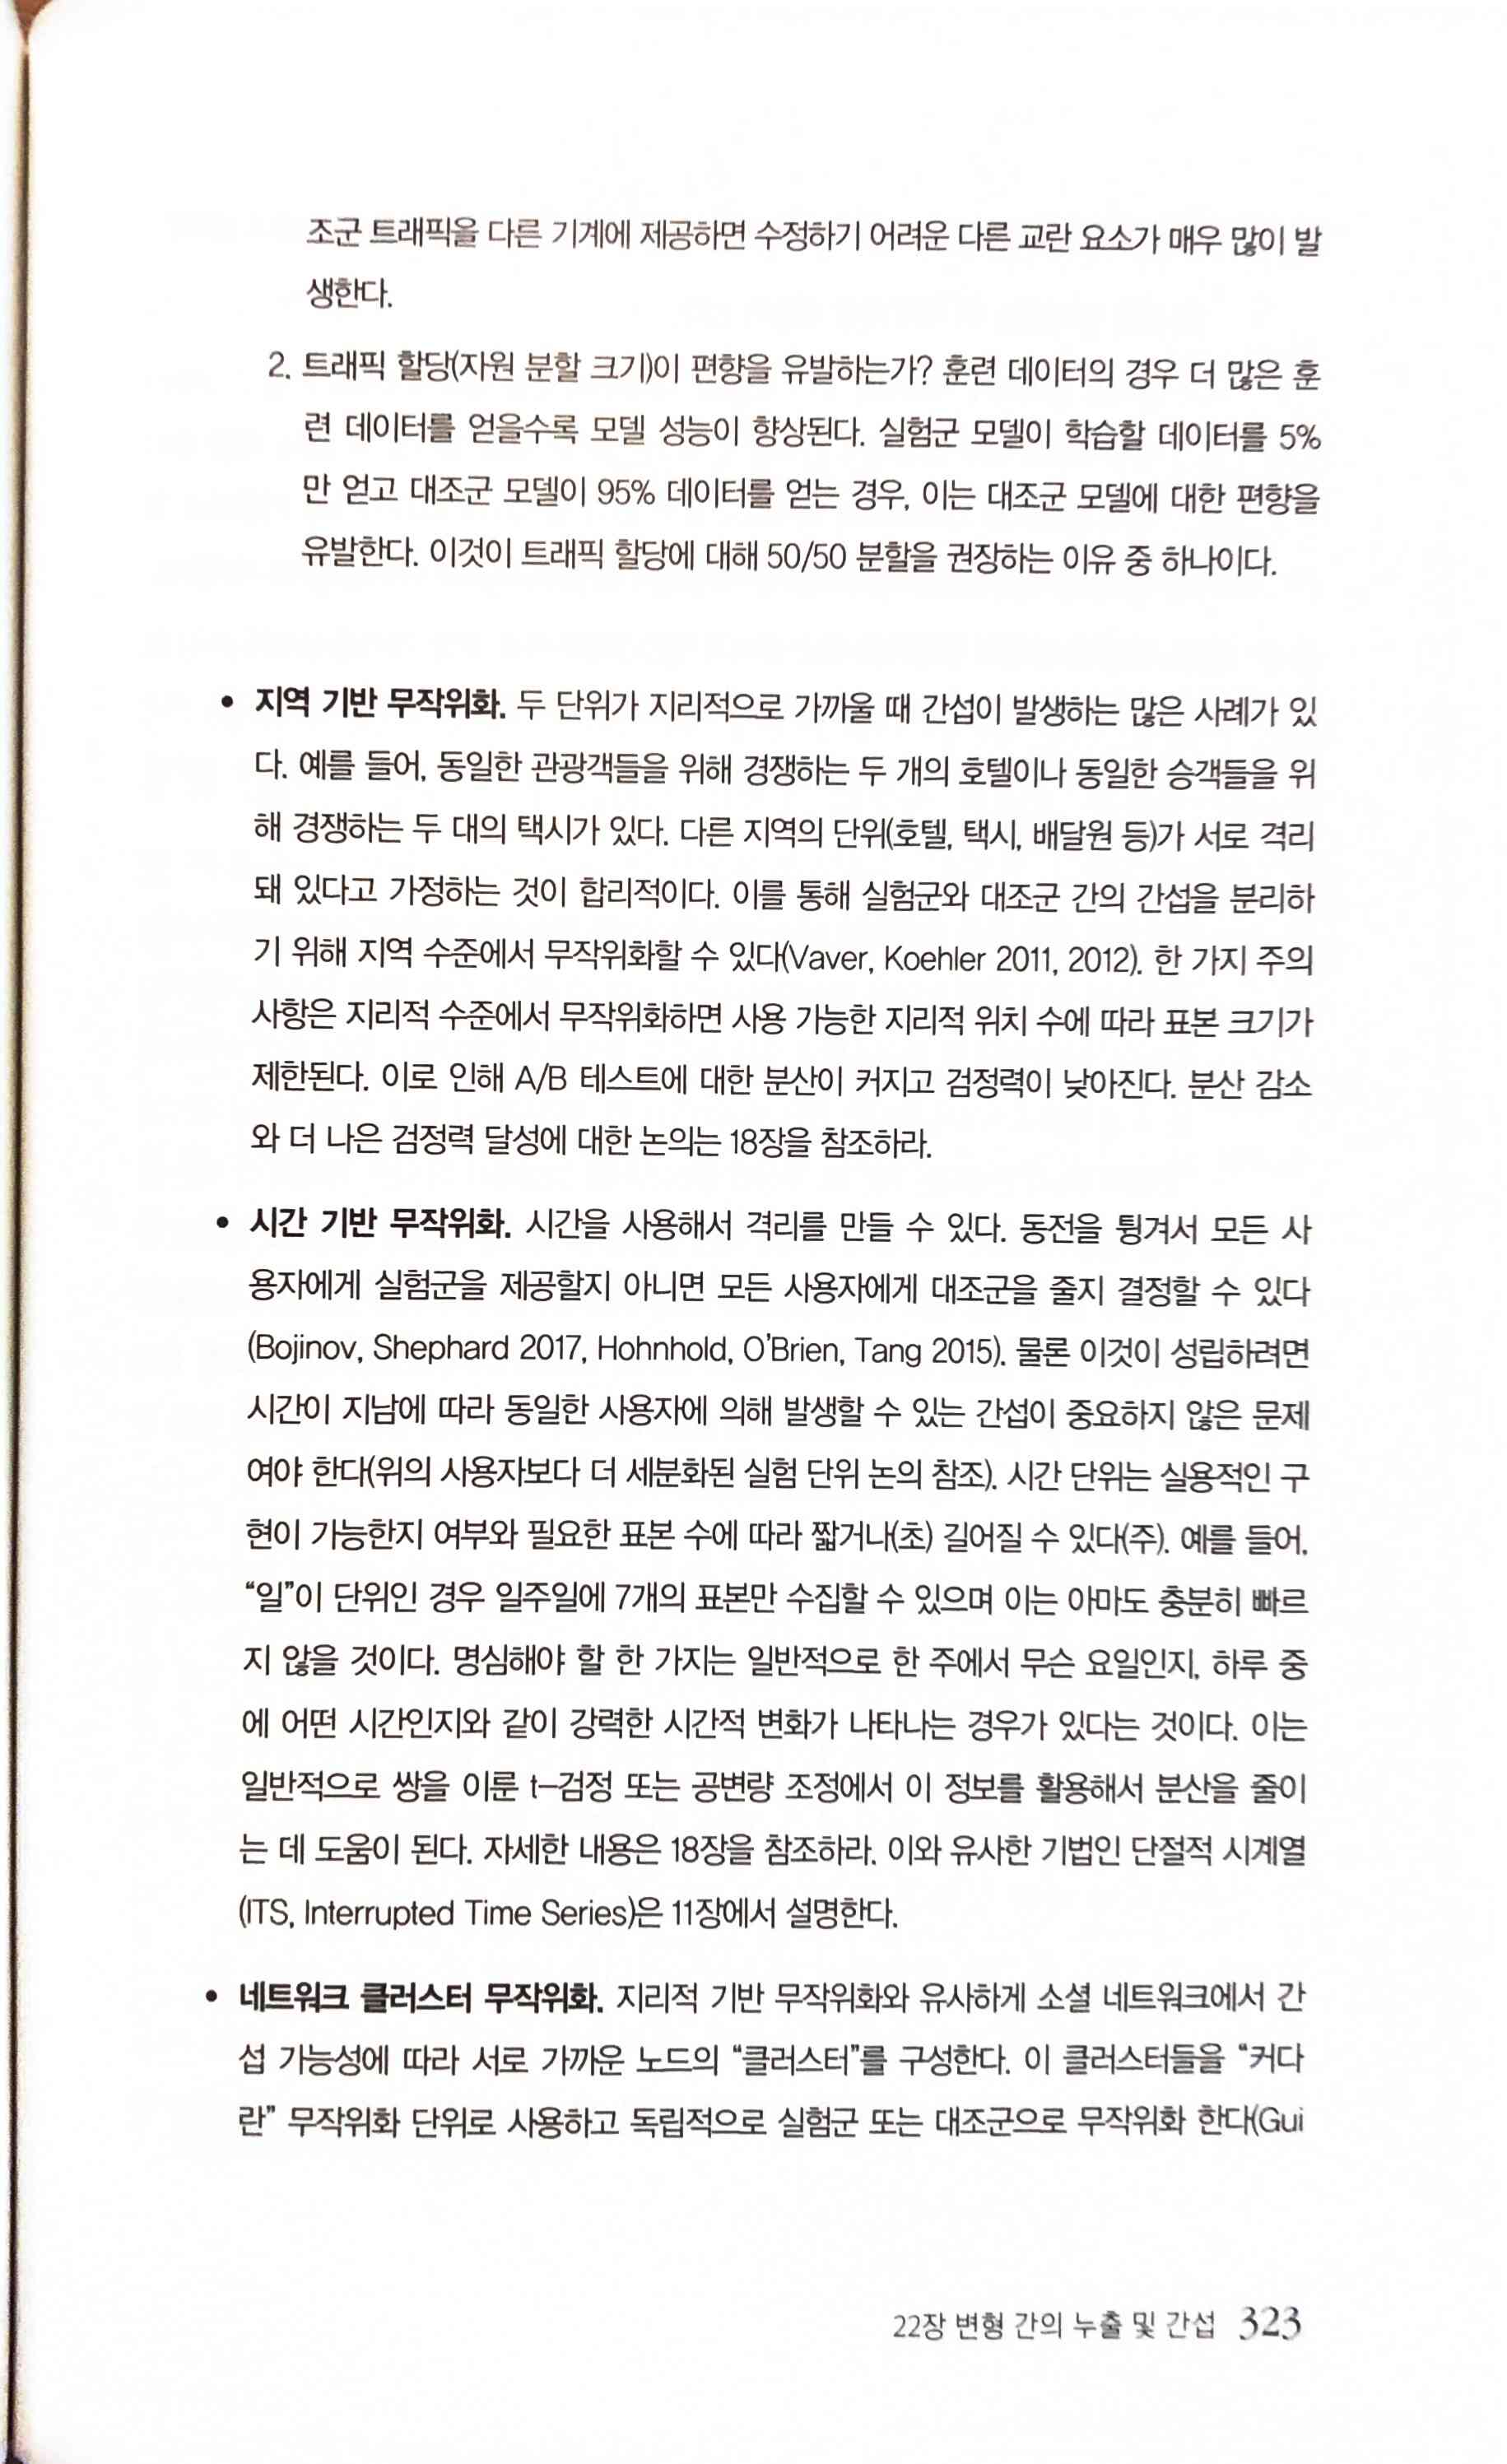 조군 트래픽을 다른 기계에 제공하면 수정하기 어려운 다른 교란 요소가 매우 많이 발
생한다.
2. 트래픽 할당(자원 분할 크기)이 편향을 유발하는가? 훈련 데이터의 경우 더 많은 훈
련 데이터를 얻을수록 모델 성능이 향상된다. 실험군 모델이 학습할 데이터를 5%
만 얻고 대조군 모델이 95% 데이터를 얻는 경우, 이는 대조군 모델에 대한 편향을
유발한다. 이것이 트래픽 할당에 대해 50/50 분할을 권장하는 이유 중 하나이다.
• 지역 기반 무작위화. 두 단위가 지리적으로 가까울 때 간섭이 발생하는 많은 사례가 있
다. 예를 들어, 동일한 관광객들을 위해 경쟁하는 두 개의 호텔이나 동일한 승객들을 위
해 경쟁하는 두 대의 택시가 있다. 다른 지역의 단위(호텔, 택시, 배달원 등)가 서로 격리
돼 있다고 가정하는 것이 합리적이다. 이를 통해 실험군와 대조군 간의 간섭을 분리하
기 위해 지역 수준에서 무작위화할 수 있다(Vaver, Koehler 2011, 2012). 한 가지 주의
사항은 지리적 수준에서 무작위화하면 사용 가능한 지리적 위치 수에 따라 표본 크기가
제한된다. 이로 인해 A/B 테스트에 대한 분산이 커지고 검정력이 낮아진다. 분산 감소
와 더 나은 검정력 달성에 대한 논의는 18장을 참조하라.
• 시간 기반 무작위화. 시간을 사용해서 격리를 만들 수 있다. 동전을 튕겨서 모든 사
용자에게 실험군을 제공할지 아니면 모든 사용자에게 대조군을 줄지 결정할 수 있다
(Bojinov, Shephard 2017, Hohnhold, O'Brien, Tang 2015). 물론 이것이 성립하려면
시간이 지남에 따라 동일한 사용자에 의해 발생할 수 있는 간섭이 중요하지 않은 문제
여야 한다(위의 사용자보다 더 세분화된 실험 단위 논의 참조). 시간 단위는 실용적인 구
현이 가능한지 여부와 필요한 표본 수에 따라 짧거나(초) 길어질 수 있다(주). 예를 들어,
“일”이 단위인 경우 일주일에 7개의 표본만 수집할 수 있으며 이는 아마도 충분히 빠르
지 않을 것이다. 명심해야 할 한 가지는 일반적으로 한 주에서 무슨 요일인지, 하루 중
에 어떤 시간인지와 같이 강력한 시간적 변화가 나타나는 경우가 있다는 것이다. 이는
일반적으로 쌍을 이룬 t-검정 또는 공변량 조정에서 이 정보를 활용해서 분산을 줄이
는 데 도움이 된다. 자세한 내용은 18장을 참조하라. 이와 유사한 기법인 단절적 시계열
(ITS, Interrupted Time Series)은 11장에서 설명한다.
• 네트워크 클러스터 무작위화. 지리적 기반 무작위화와 유사하게 소셜 네트워크에서 간
섭 가능성에 따라 서로 가까운 노드의 “클러스터”를 구성한다. 이 클러스터들을 “커다
란” 무작위화 단위로 사용하고 독립적으로 실험군 또는 대조군으로 무작위화 한다(Gui
22장 변형 간의 누출 및 간섭 323